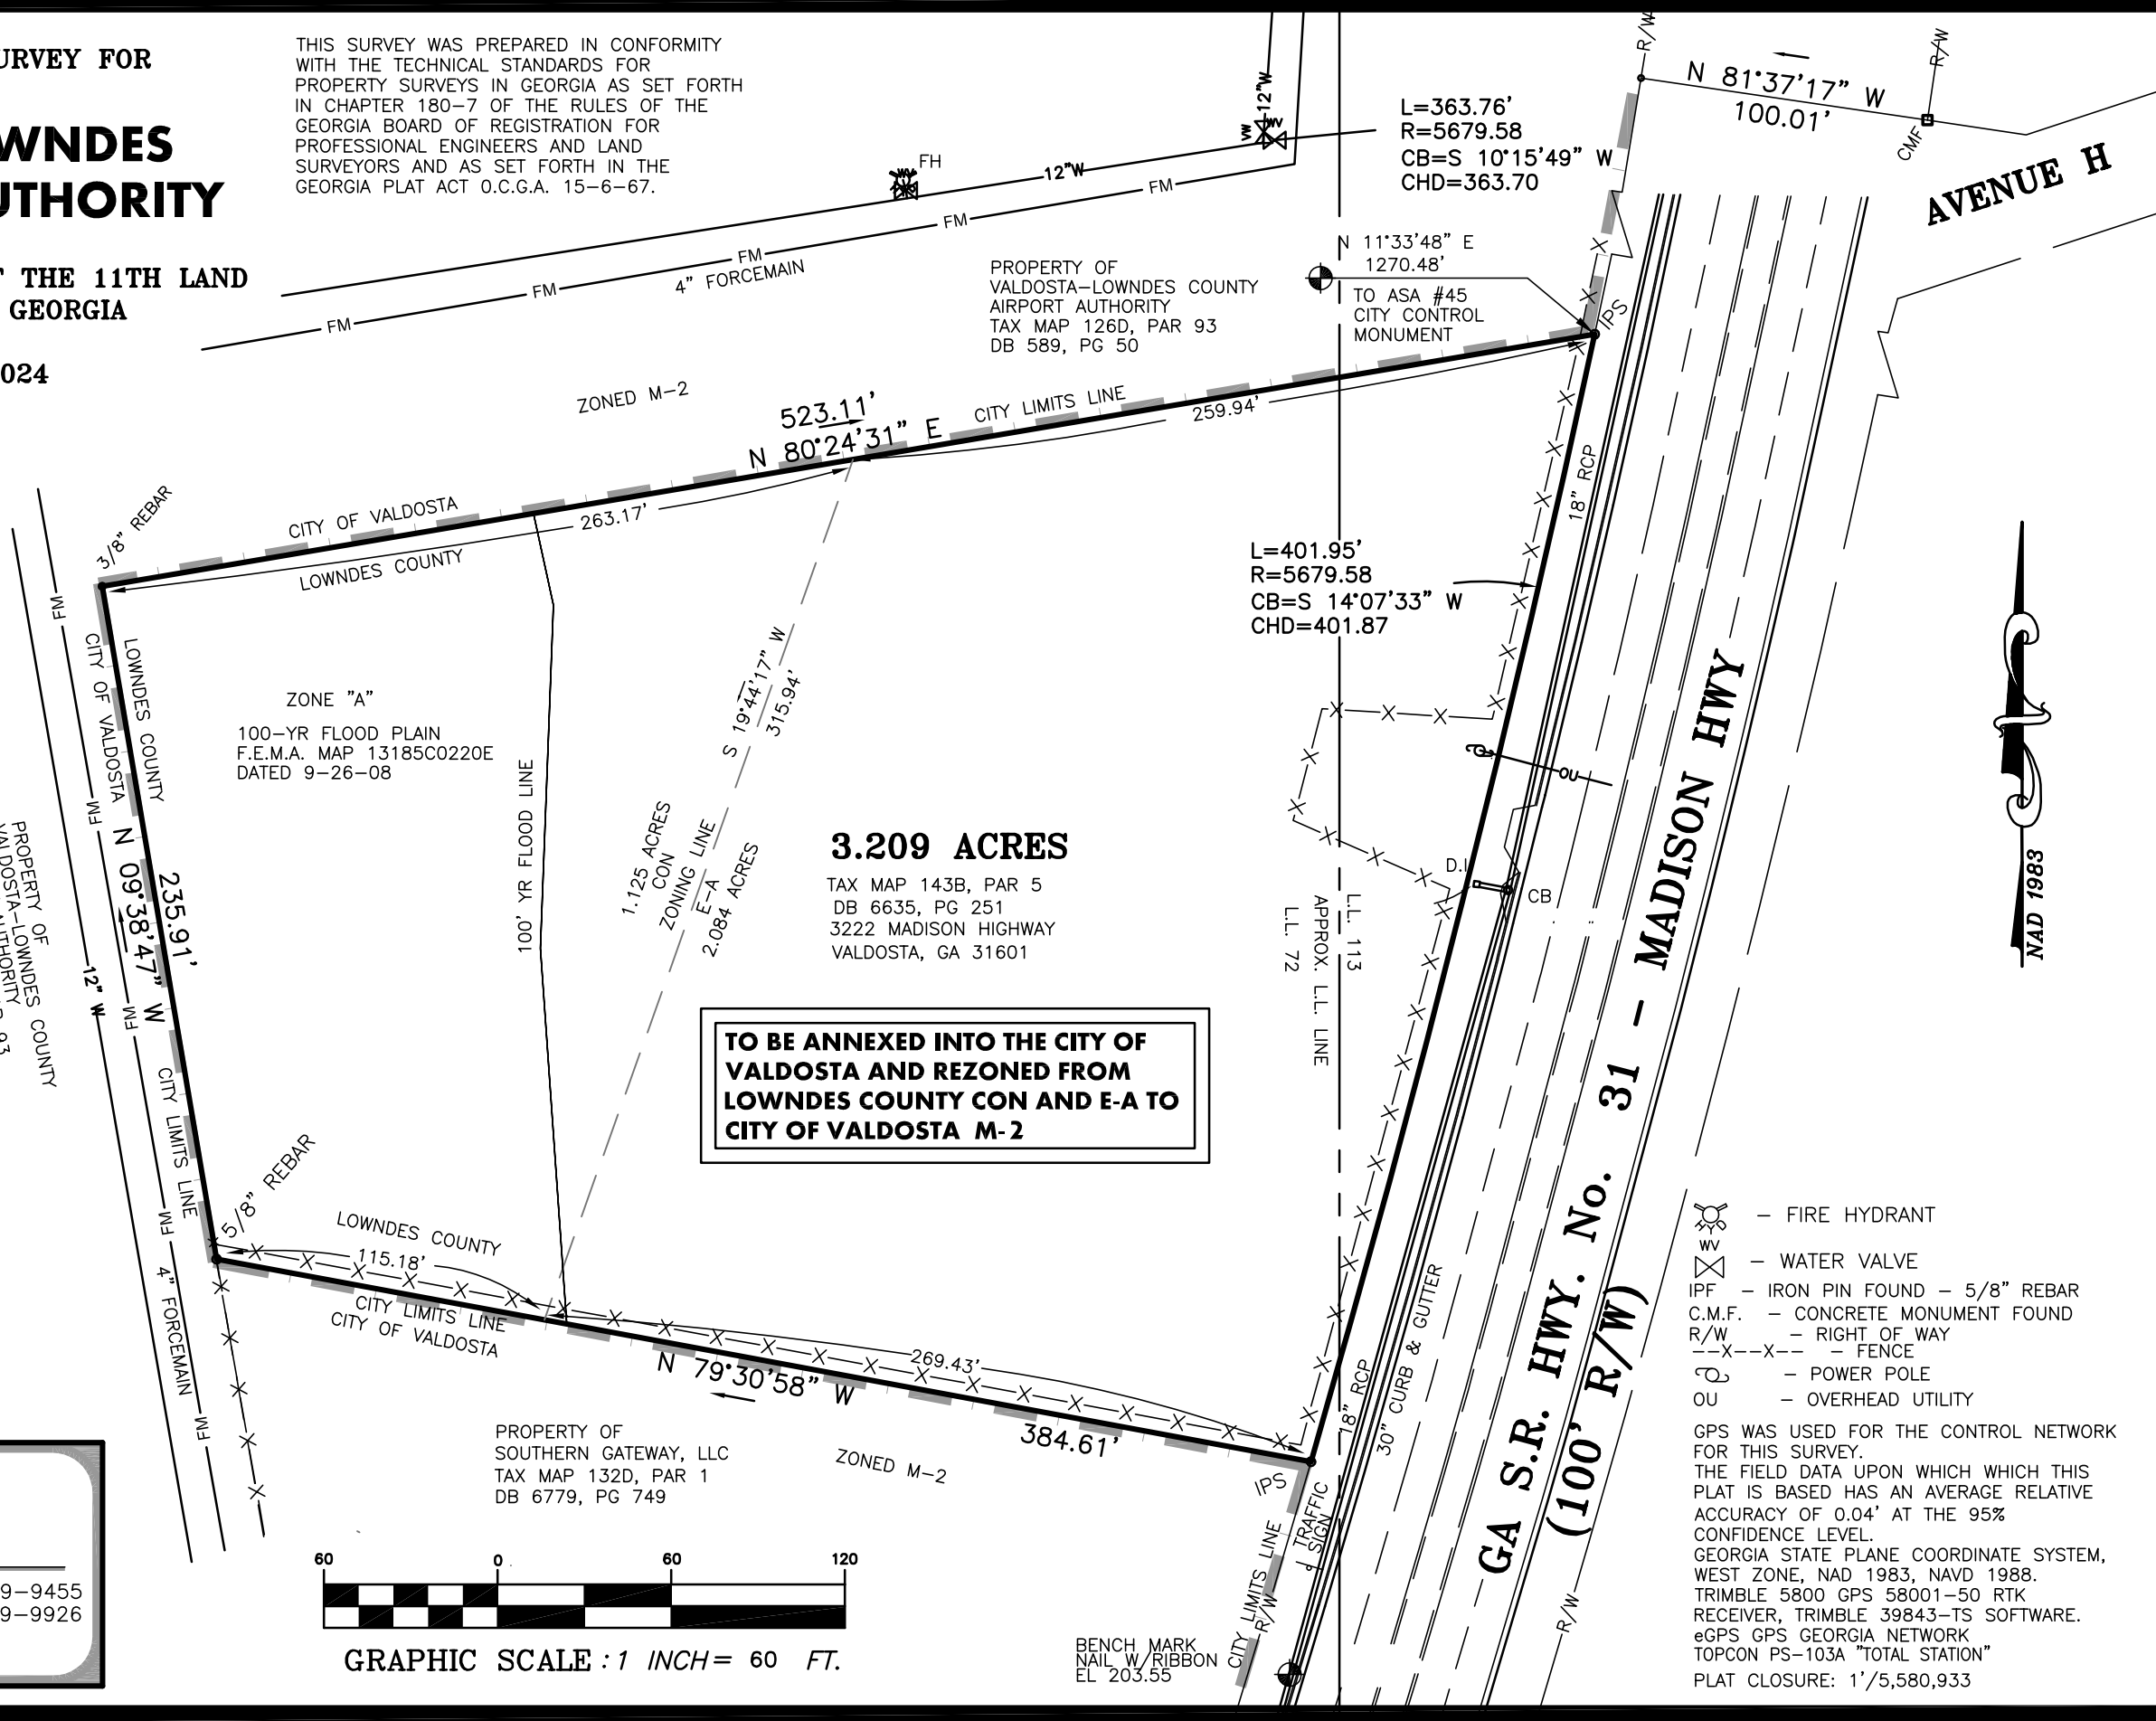 URVEY FOR
WNDES
UTHORITY
T THE 11TH LAND
GEORGIA
024
THIS SURVEY WAS PREPARED IN CONFORMITY
WITH THE TECHNICAL STANDARDS FOR
PROPERTY SURVEYS IN GEORGIA AS SET FORTH
IN CHAPTER 180-7 OF THE RULES OF THE
GEORGIA BOARD OF REGISTRATION FOR
PROFESSIONAL ENGINEERS AND LAND
SURVEYORS AND AS SET FORTH IN THE
GEORGIA PLAT ACT O.C.G.A. 15-6-67.
FH
WV
12"W
12"W
WV
WV
FM
FM
FM
FM
FM
4" FORCEMAIN
L=363.76'
R=5679.58
CB=S 10°15'49" W
CHD=363.70
R/W
N 81°37'17" W
100.01'
R/W
CMF
AVENUE H
N 11°33'48" E
1270.48'
TO ASA #45
CITY CONTROL
MONUMENT
IPS
PROPERTY OF
VALDOSTA-LOWNDES COUNTY
AIRPORT AUTHORITY
TAX MAP 126D, PAR 93
DB 589, PG 50
ZONED M-2
523.11'
N 80°24'31" E
CITY LIMITS LINE
259.94'
263.17'
CITY OF VALDOSTA
LOWNDES COUNTY
3/8" REBAR
18" RCP
L=401.95'
R=5679.58
CB=S 14°07'33" W
CHD=401.87
FM
CITY OF VALDOSTA
LOWNDES COUNTY
ZONE "A"
100-YR FLOOD PLAIN
F.E.M.A. MAP 13185C0220E
DATED 9-26-08
100' YR FLOOD LINE
S 19°44'17" W
315.94'
1.125 ACRES
CON
ZONING LINE
E-A
2.084 ACRES
3.209 ACRES
TAX MAP 143B, PAR 5
DB 6635, PG 251
3222 MADISON HIGHWAY
VALDOSTA, GA 31601
TO BE ANNEXED INTO THE CITY OF
VALDOSTA AND REZONED FROM
LOWNDES COUNTY CON AND E-A TO
CITY OF VALDOSTA M-2
L.L. 113
APPROX. L.L. LINE
L.L. 72
OU
D.I.
CB
GA S.R. HWY. No. 31 - MADISON HWY
(100' R/W)
NAD 1983
PROPERTY OF
VALDOSTA-LOWNDES COUNTY
FM
N 09°38'47" W
235.91'
12" W
FM
CITY LIMITS LINE
FM
4" FORCEMAIN
FM
5/8" REBAR
LOWNDES COUNTY
115.18'
CITY LIMITS LINE
CITY OF VALDOSTA
N 79°30'58" W
269.43'
384.61'
ZONED M-2
PROPERTY OF
SOUTHERN GATEWAY, LLC
TAX MAP 132D, PAR 1
DB 6779, PG 749
IPS
18" RCP
30" CURB & GUTTER
TRAFFIC
SIGN
CITY LIMITS LINE
R/W
R/W
BENCH MARK
NAIL W/RIBBON
EL 203.55
9-9455
9-9926
60 0 60 120
GRAPHIC SCALE : 1 INCH = 60 FT.
- FIRE HYDRANT
WV
- WATER VALVE
IPF - IRON PIN FOUND - 5/8" REBAR
C.M.F. - CONCRETE MONUMENT FOUND
R/W - RIGHT OF WAY
--X--X-- - FENCE
- POWER POLE
OU - OVERHEAD UTILITY
GPS WAS USED FOR THE CONTROL NETWORK
FOR THIS SURVEY.
THE FIELD DATA UPON WHICH WHICH THIS
PLAT IS BASED HAS AN AVERAGE RELATIVE
ACCURACY OF 0.04' AT THE 95%
CONFIDENCE LEVEL.
GEORGIA STATE PLANE COORDINATE SYSTEM,
WEST ZONE, NAD 1983, NAVD 1988.
TRIMBLE 5800 GPS 58001-50 RTK
RECEIVER, TRIMBLE 39843-TS SOFTWARE.
eGPS GPS GEORGIA NETWORK
TOPCON PS-103A "TOTAL STATION"
PLAT CLOSURE: 1'/5,580,933